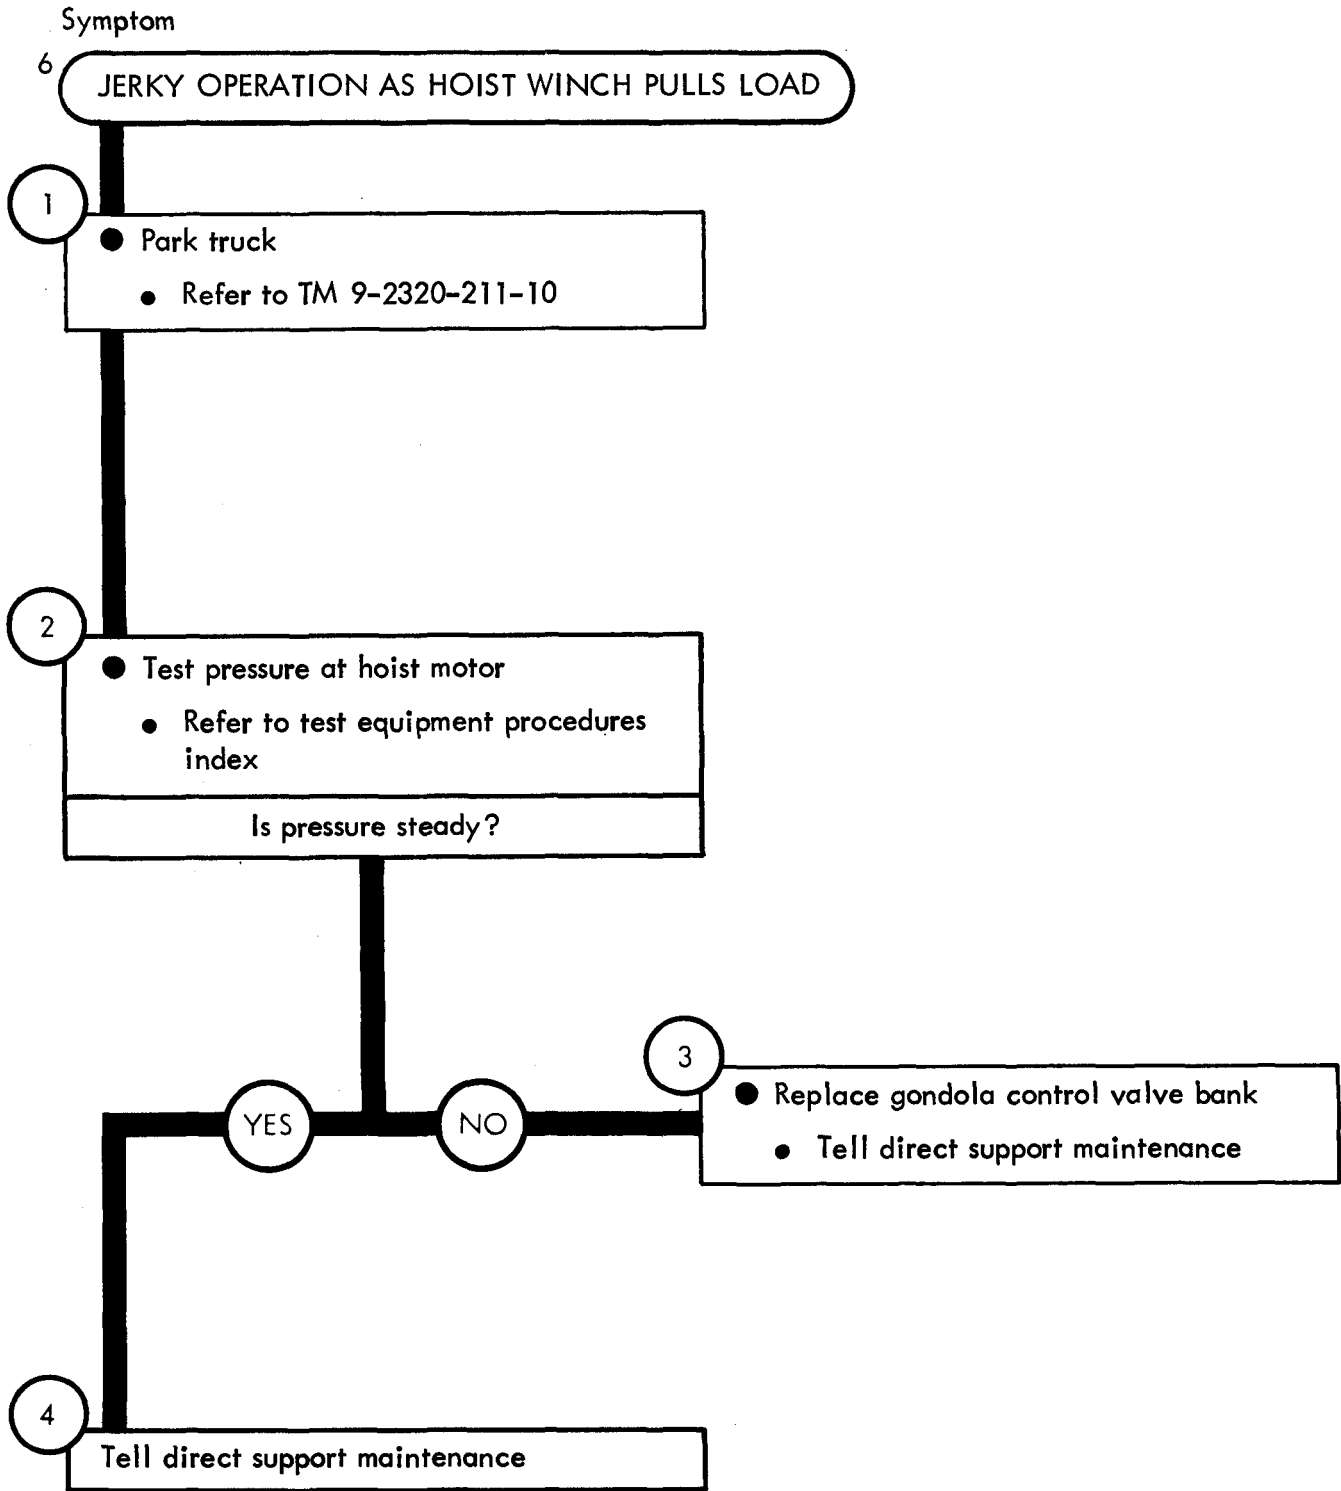 Symptom
6
JERKY OPERATION AS HOIST WINCH PULLS LOAD
1
● Park truck
● Refer to TM 9-2320-211-10
2
● Test pressure at hoist motor
● Refer to test equipment procedures
index
Is pressure steady?
YES
NO
3
● Replace gondola control valve bank
● Tell direct support maintenance
4
Tell direct support maintenance